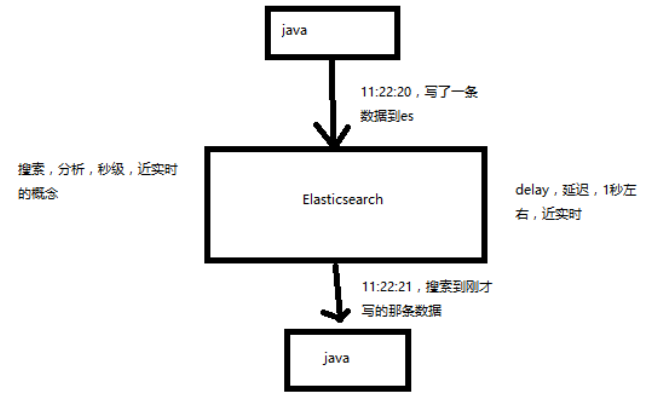 java
11:22:20，写了一条
数据到es
搜索，分析，秒级，近实时
的概念
Elasticsearch
delay，延迟，1秒左
右，近实时
11:22:21，搜索到刚才
写的那条数据
java